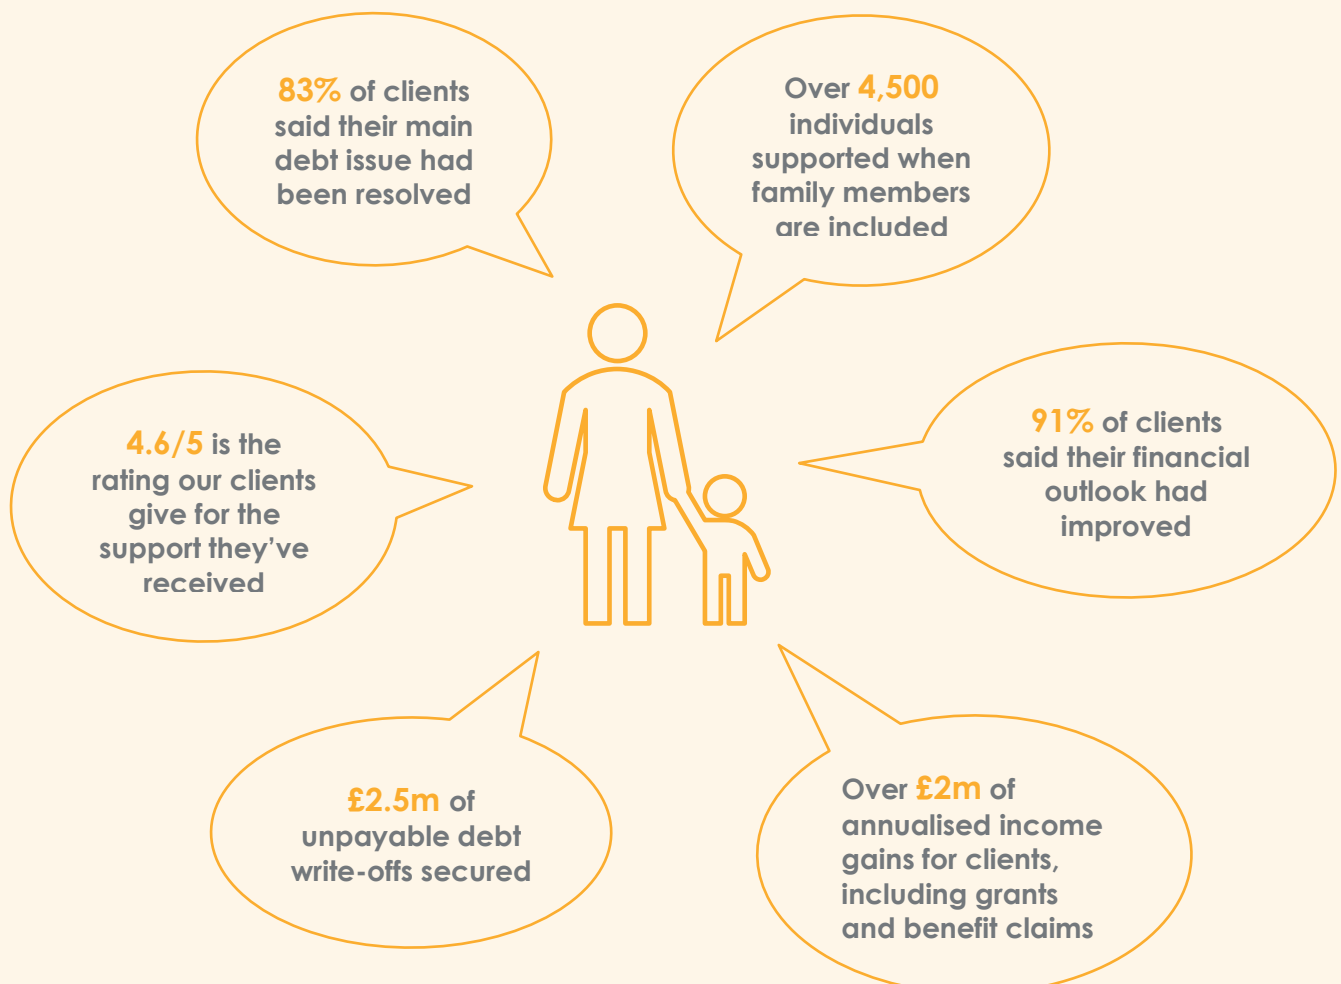 83% of clients
said their main
debt issue had
been resolved
Over 4,500
individuals
supported when
family members
are included
4.6/5 is the
rating our clients
give for the
support they’ve
received
91% of clients
said their financial
outlook had
improved
£2.5m of
unpayable debt
write-offs secured
Over £2m of
annualised income
gains for clients,
including grants
and benefit claims